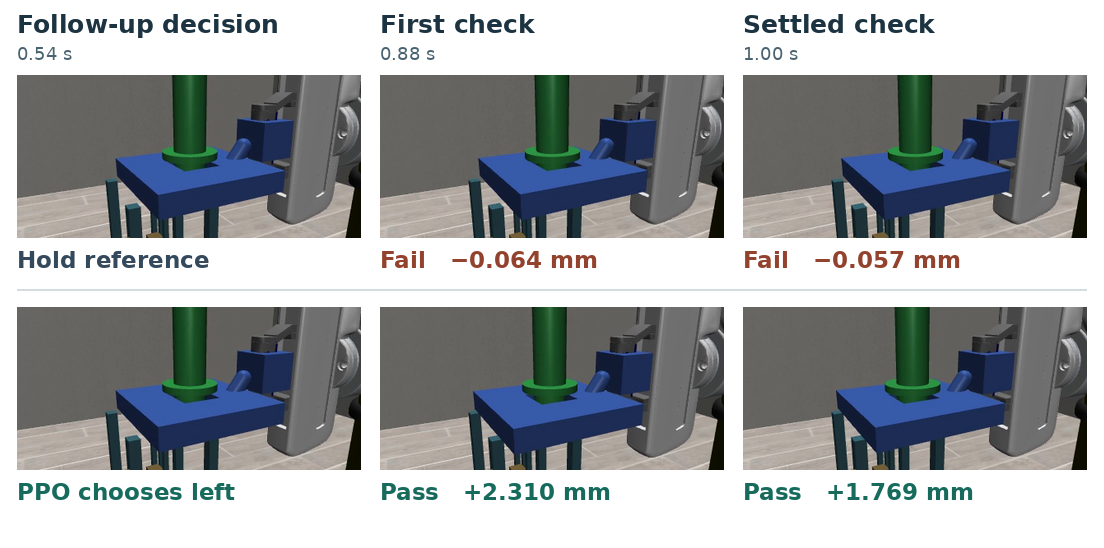 Follow-up decision
0.54 s
First check
0.88 s
Settled check
1.00 s
Hold reference
Fail −0.064 mm
Fail −0.057 mm
PPO chooses left
Pass +2.310 mm
Pass +1.769 mm